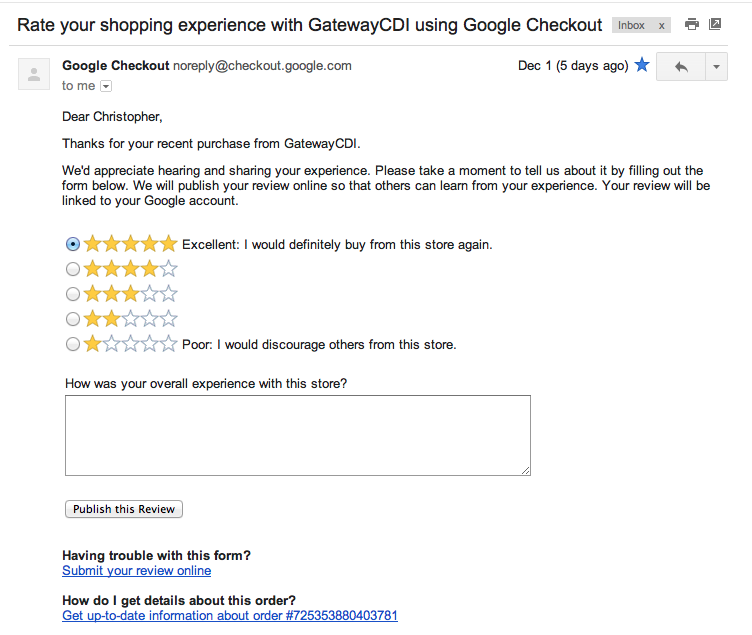 Rate your shopping experience with GatewayCDI using Google Checkout Inbox x
Google Checkout noreply@checkout.google.com Dec 1 (5 days ago)
to me
Dear Christopher,
Thanks for your recent purchase from GatewayCDI.
We'd appreciate hearing and sharing your experience. Please take a moment to tell us about it by filling out the
form below. We will publish your review online so that others can learn from your experience. Your review will be
linked to your Google account.
Excellent: I would definitely buy from this store again.
Poor: I would discourage others from this store.
How was your overall experience with this store?
Publish this Review
Having trouble with this form?
Submit your review online
How do I get details about this order?
Get up-to-date information about order #725353880403781